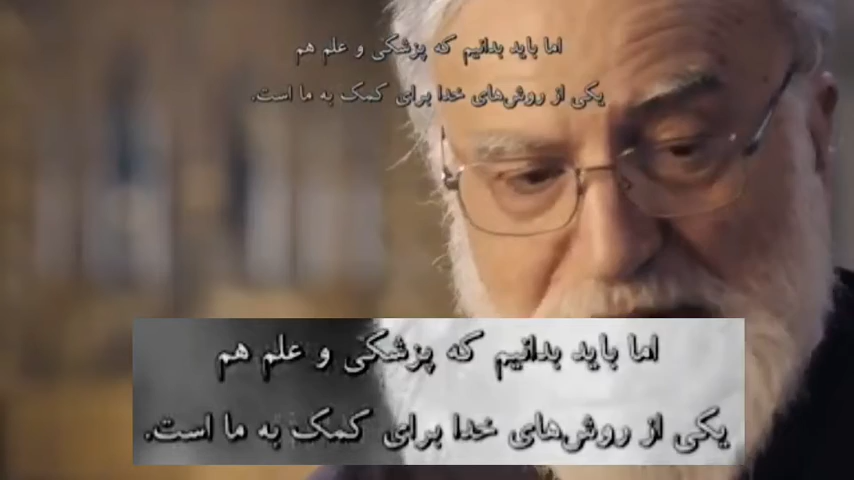 اما باید بدانیم که پزشکی و علم هم
یکی از روش‌های خدا برای کمک به ما است.
اما باید بدانیم که پزشکی و علم هم
یکی از روش‌های خدا برای کمک به ما است.